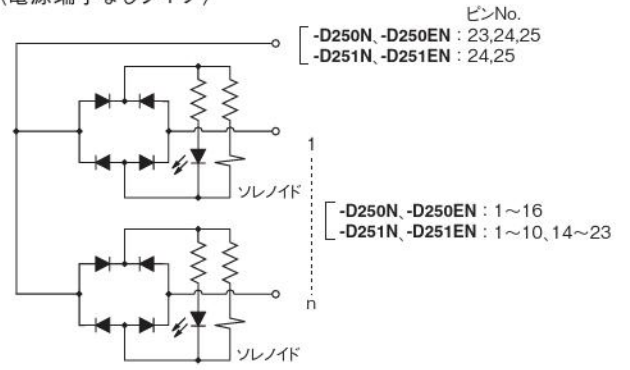 (電源端子なしタイプ)
ピンNo.
-D250N、-D250EN：23,24,25
-D251N、-D251EN：24,25
1
ソレノイド
-D250N、-D250EN：1～16
-D251N、-D251EN：1～10、14～23
n
ソレノイド